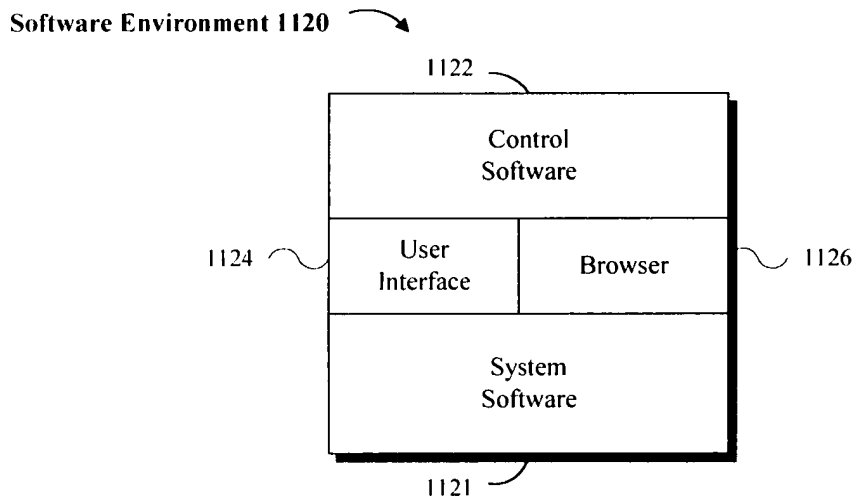 Software Environment 1120
1122
Control
Software
1124
User
Interface
Browser
1126
System
Software
1121